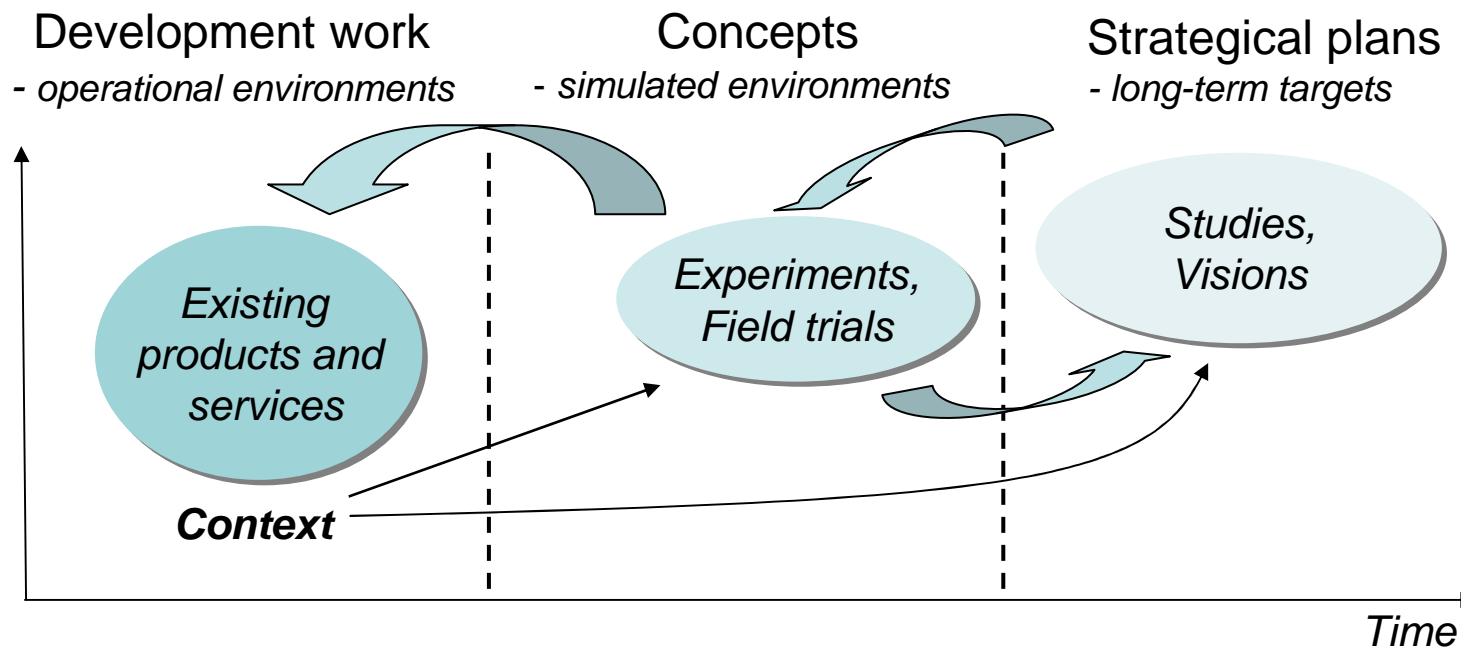 Development work
- operational environments
Concepts
- simulated environments
Strategical plans
- long-term targets
Existing
products and
services
Experiments,
Field trials
Studies,
Visions
Context
Time